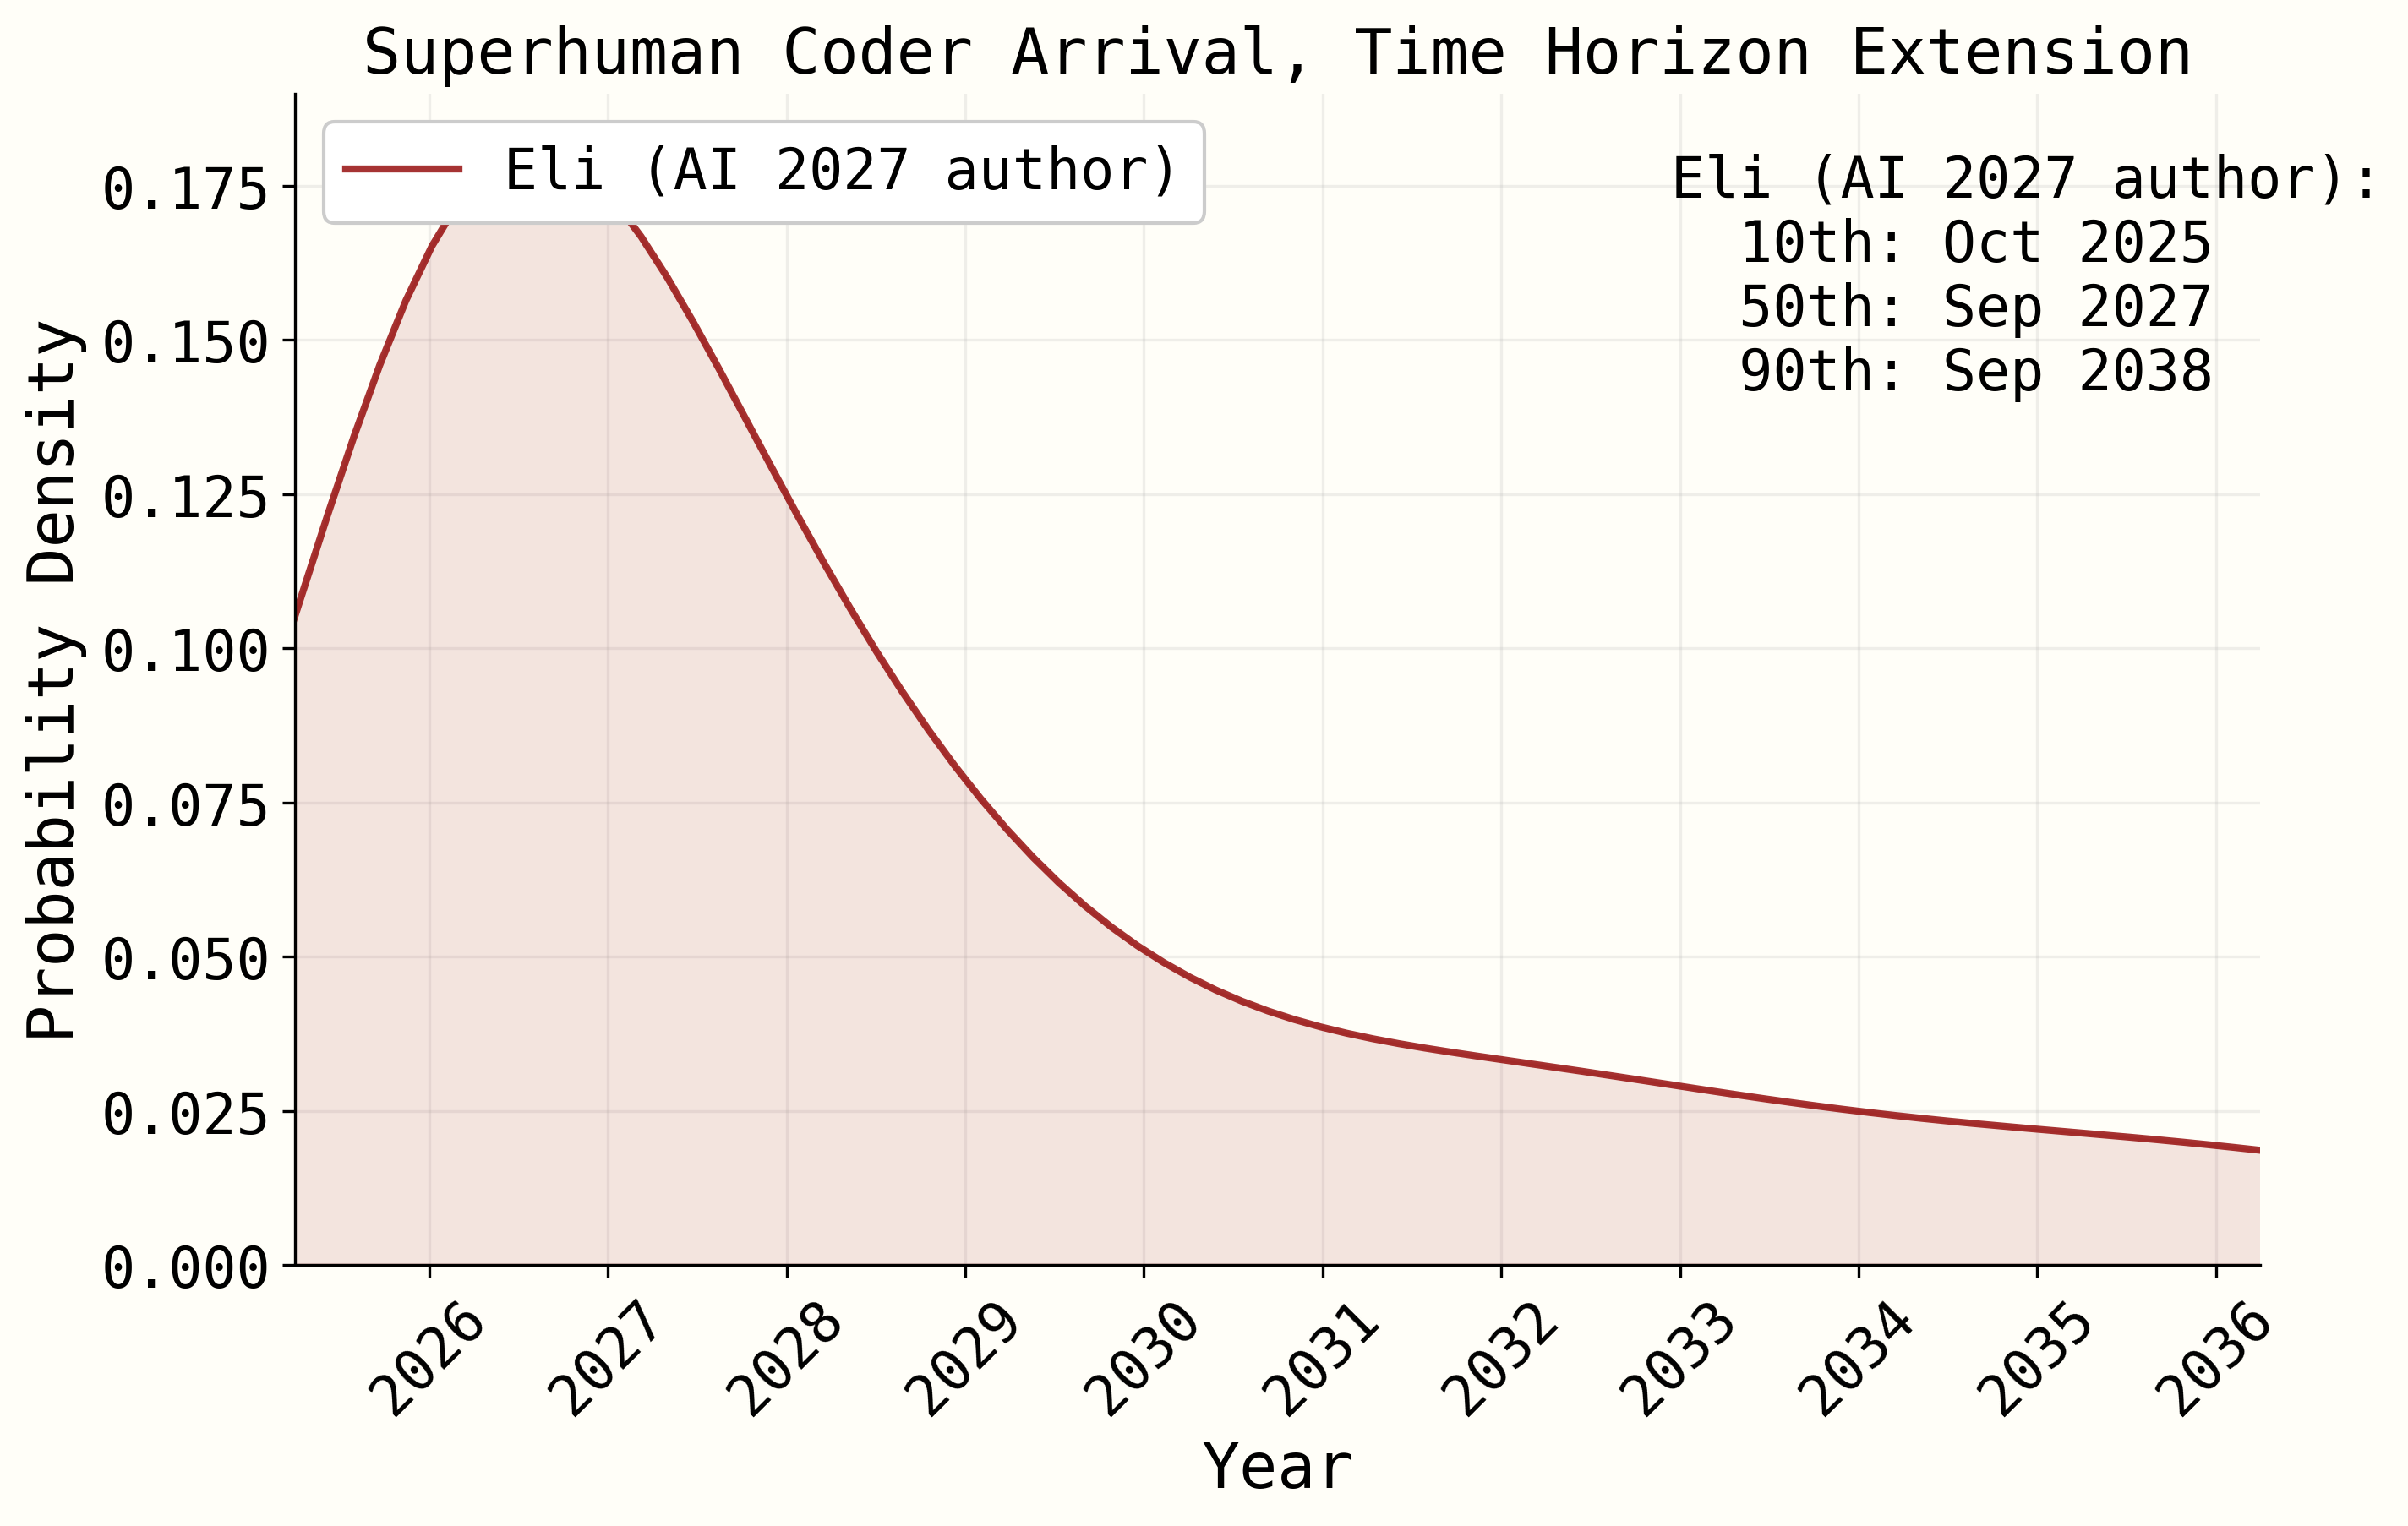 Superhuman Coder Arrival, Time Horizon Extension
Eli (AI 2027 author)
Eli (AI 2027 author):
10th: Oct 2025
50th: Sep 2027
90th: Sep 2038
Probability Density
0.175
0.150
0.125
0.100
0.075
0.050
0.025
0.000
2026 2027 2028 2029 2030 2031 2032 2033 2034 2035 2036
Year